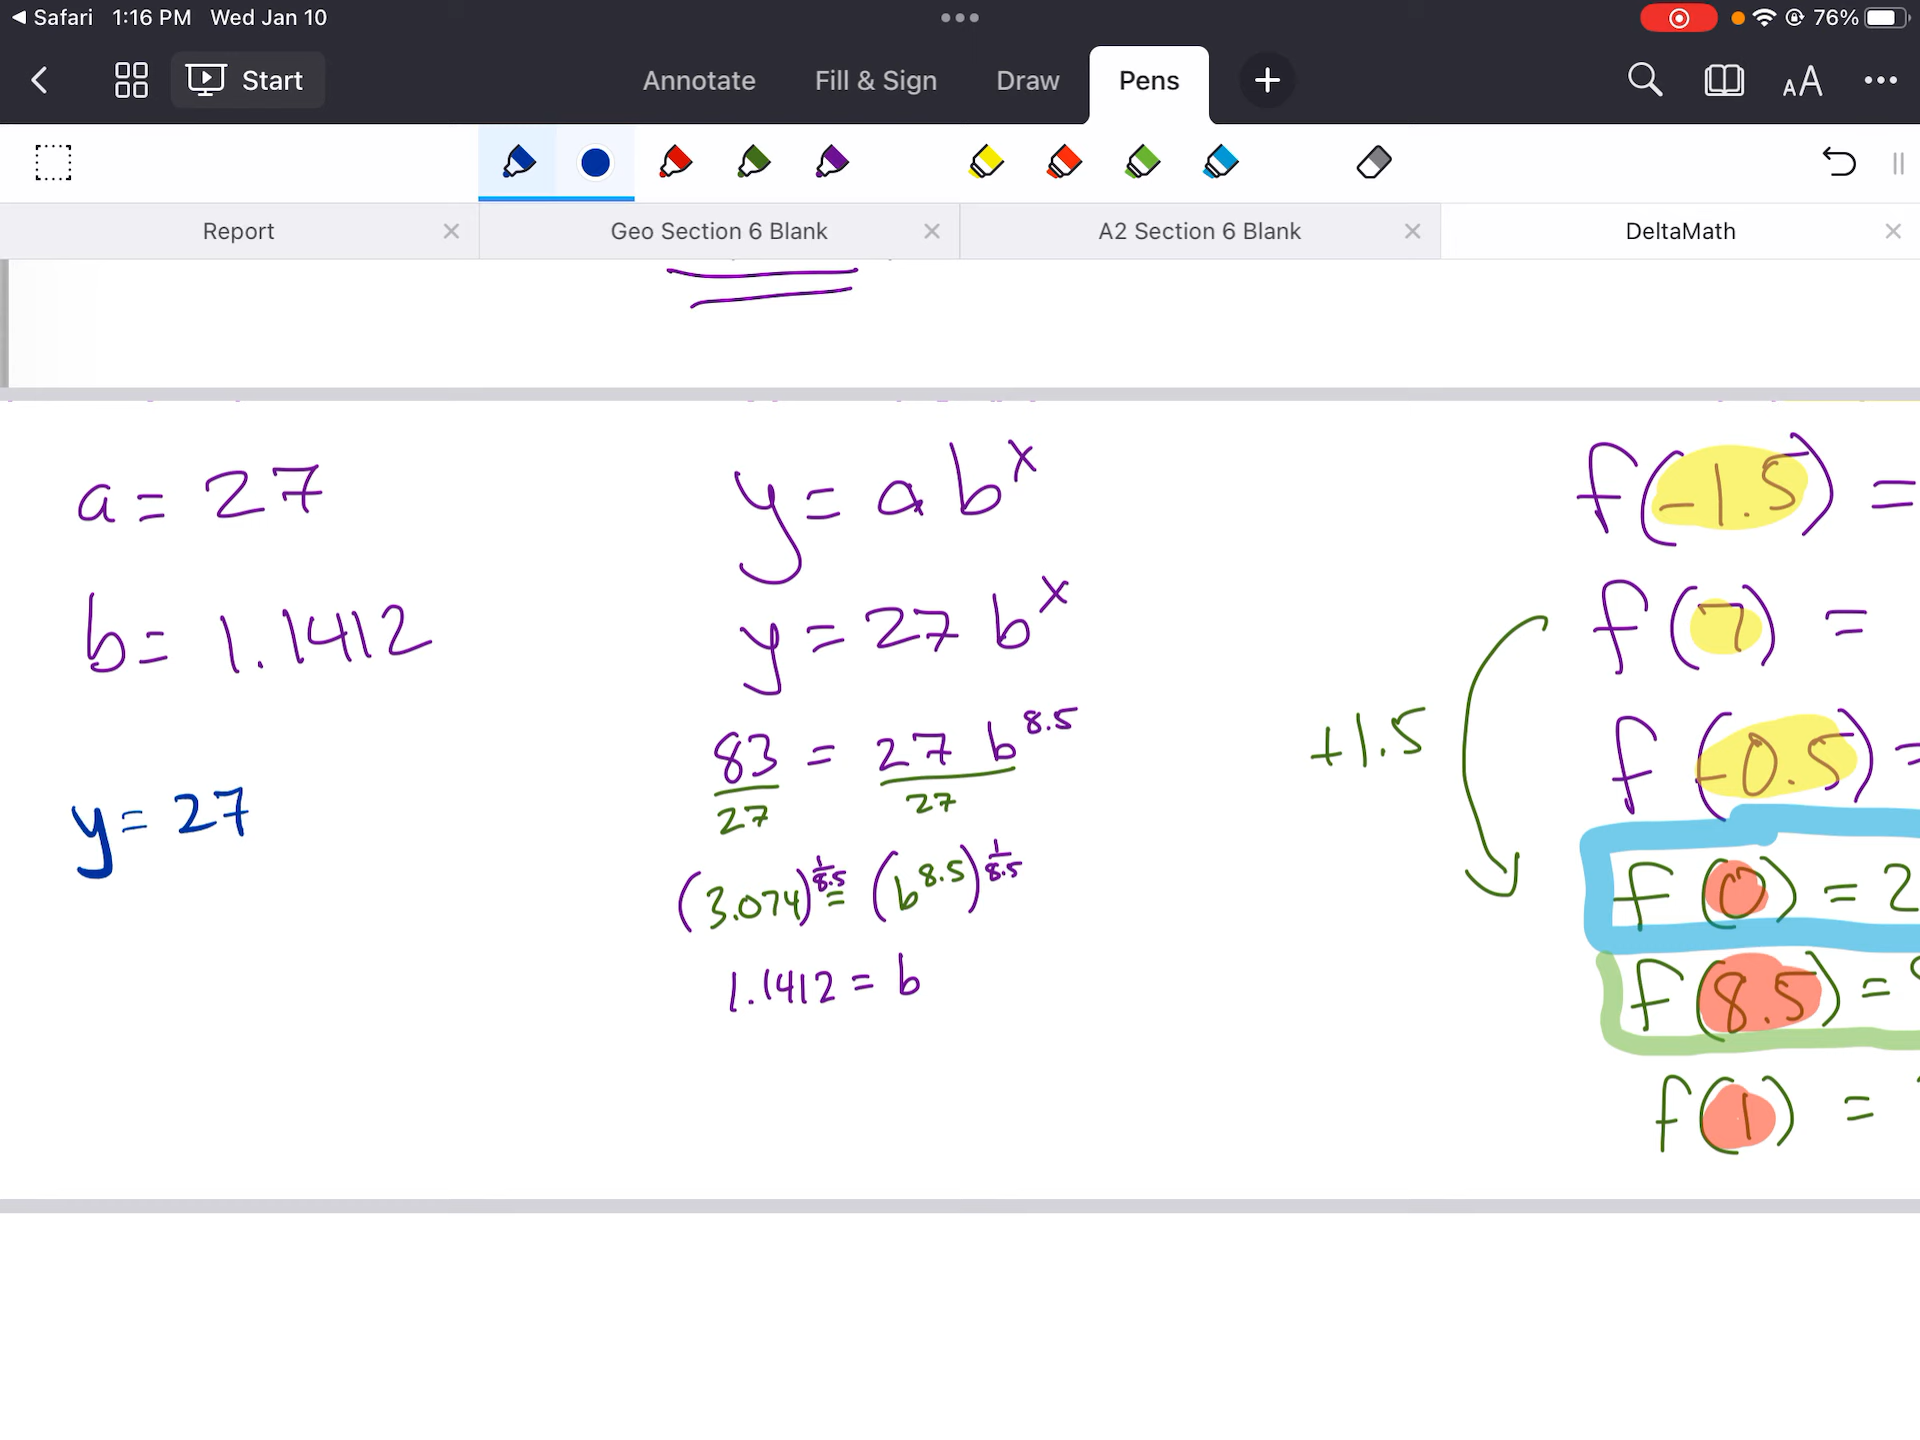 Safari 1:16 PM Wed Jan 10 76%
Start Annotate Fill & Sign Draw Pens + AA
Report Geo Section 6 Blank A2 Section 6 Blank DeltaMath
a = 27
b = 1.1412
y = 27
y = a b^x
y = 27 b^x
83 = 27 b^8.5
27 27
(3.074)^1/8.5 = (b^8.5)^1/8.5
1.1412 = b
+1.5
f(-1.5) =
f(7) =
f(-0.5) =
f(0) = 2
f(8.5) =
f(1) =